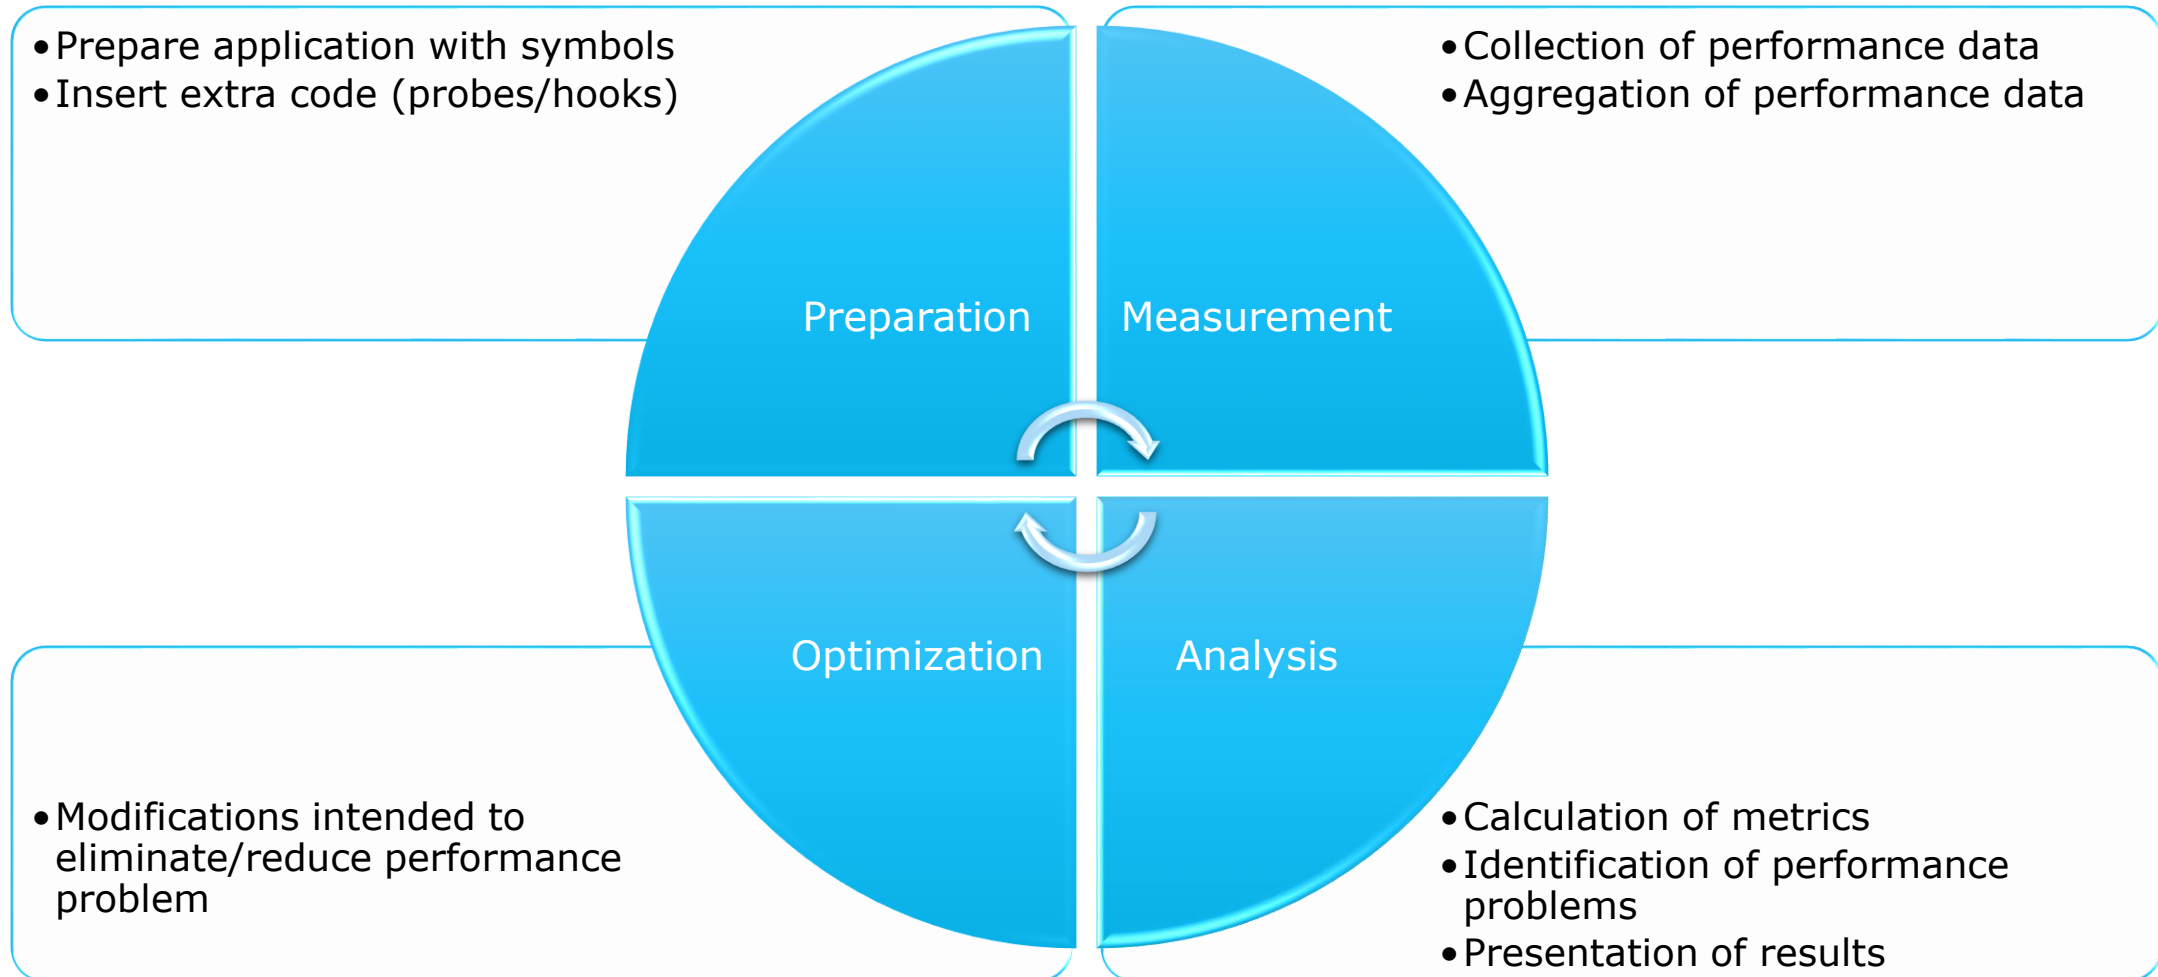 •Prepare application with symbols
•Insert extra code (probes/hooks)
•Collection of performance data
•Aggregation of performance data
Preparation
Measurement
Optimization
Analysis
•Modifications intended to
eliminate/reduce performance
problem
•Calculation of metrics
•Identification of performance
problems
•Presentation of results